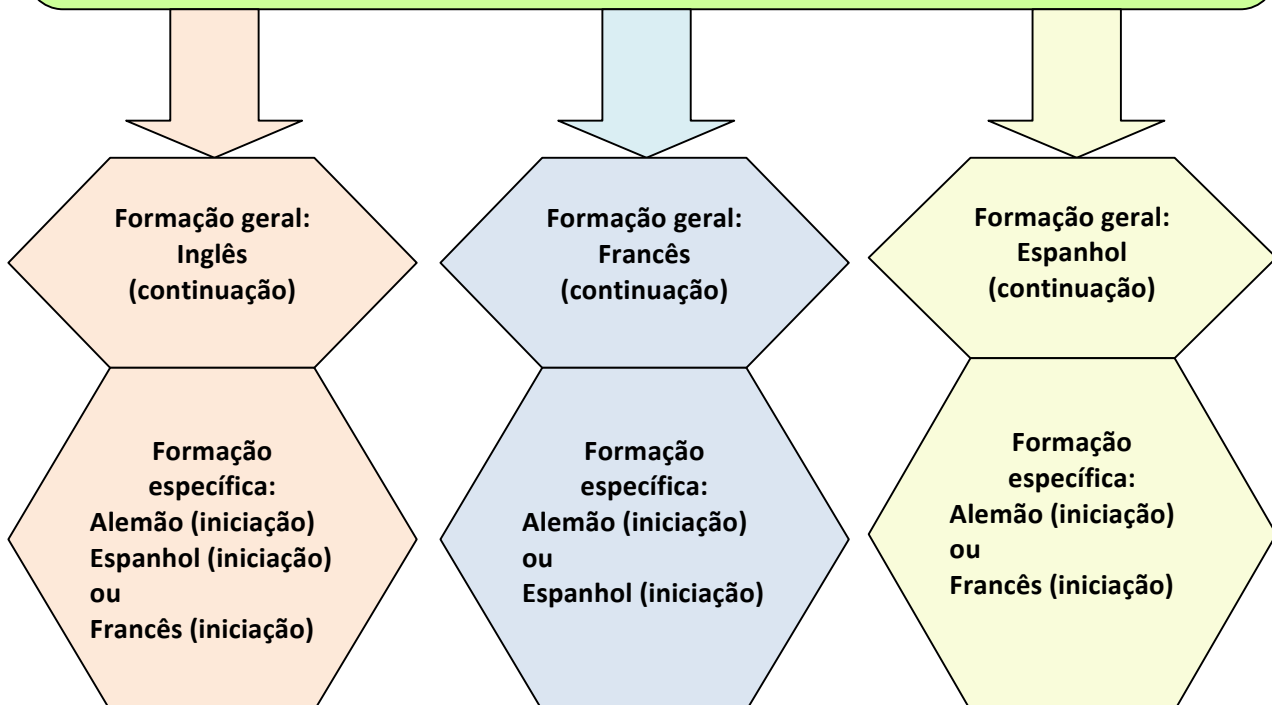 Formação geral:
Inglês
(continuação)
Formação
específica:
Alemão (iniciação)
Espanhol (iniciação)
ou
Francês (iniciação)
Formação geral:
Francês
(continuação)
Formação
específica:
Alemão (iniciação)
ou
Espanhol (iniciação)
Formação geral:
Espanhol
(continuação)
Formação
específica:
Alemão (iniciação)
ou
Francês (iniciação)